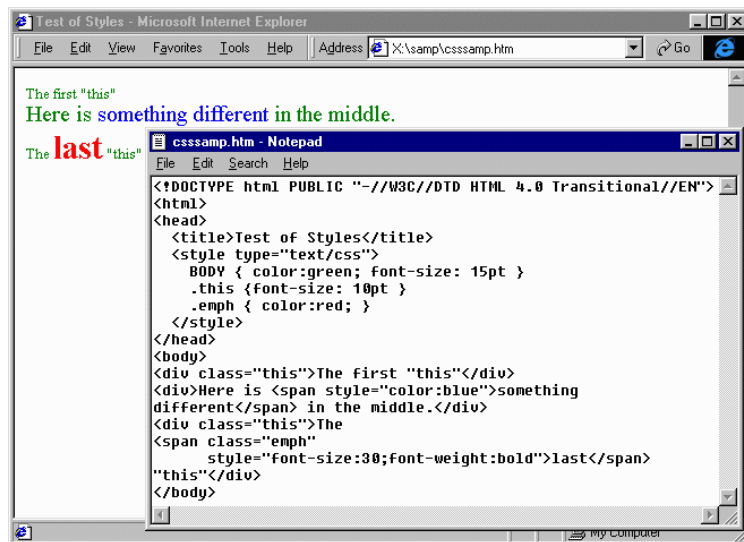 Test of Styles - Microsoft Internet Explorer
File Edit View Favorites Tools Help Address X:\samp\csssamp.htm Go
The first "this"
Here is something different in the middle.
The last "this"
csssamp.htm - Notepad
File Edit Search Help
<!DOCTYPE html PUBLIC "-//W3C//DTD HTML 4.0 Transitional//EN">
<html>
<head>
<title>Test of Styles</title>
<style type="text/css">
BODY { color:green; font-size: 15pt }
.this {font-size: 10pt }
.emph { color:red; }
</style>
</head>
<body>
<div class="this">The first "this"</div>
<div>Here is <span style="color:blue">something
different</span> in the middle.</div>
<div class="this">The
<span class="emph"
style="font-size:30;font-weight:bold">last</span>
"this"</div>
</body>
My Computer